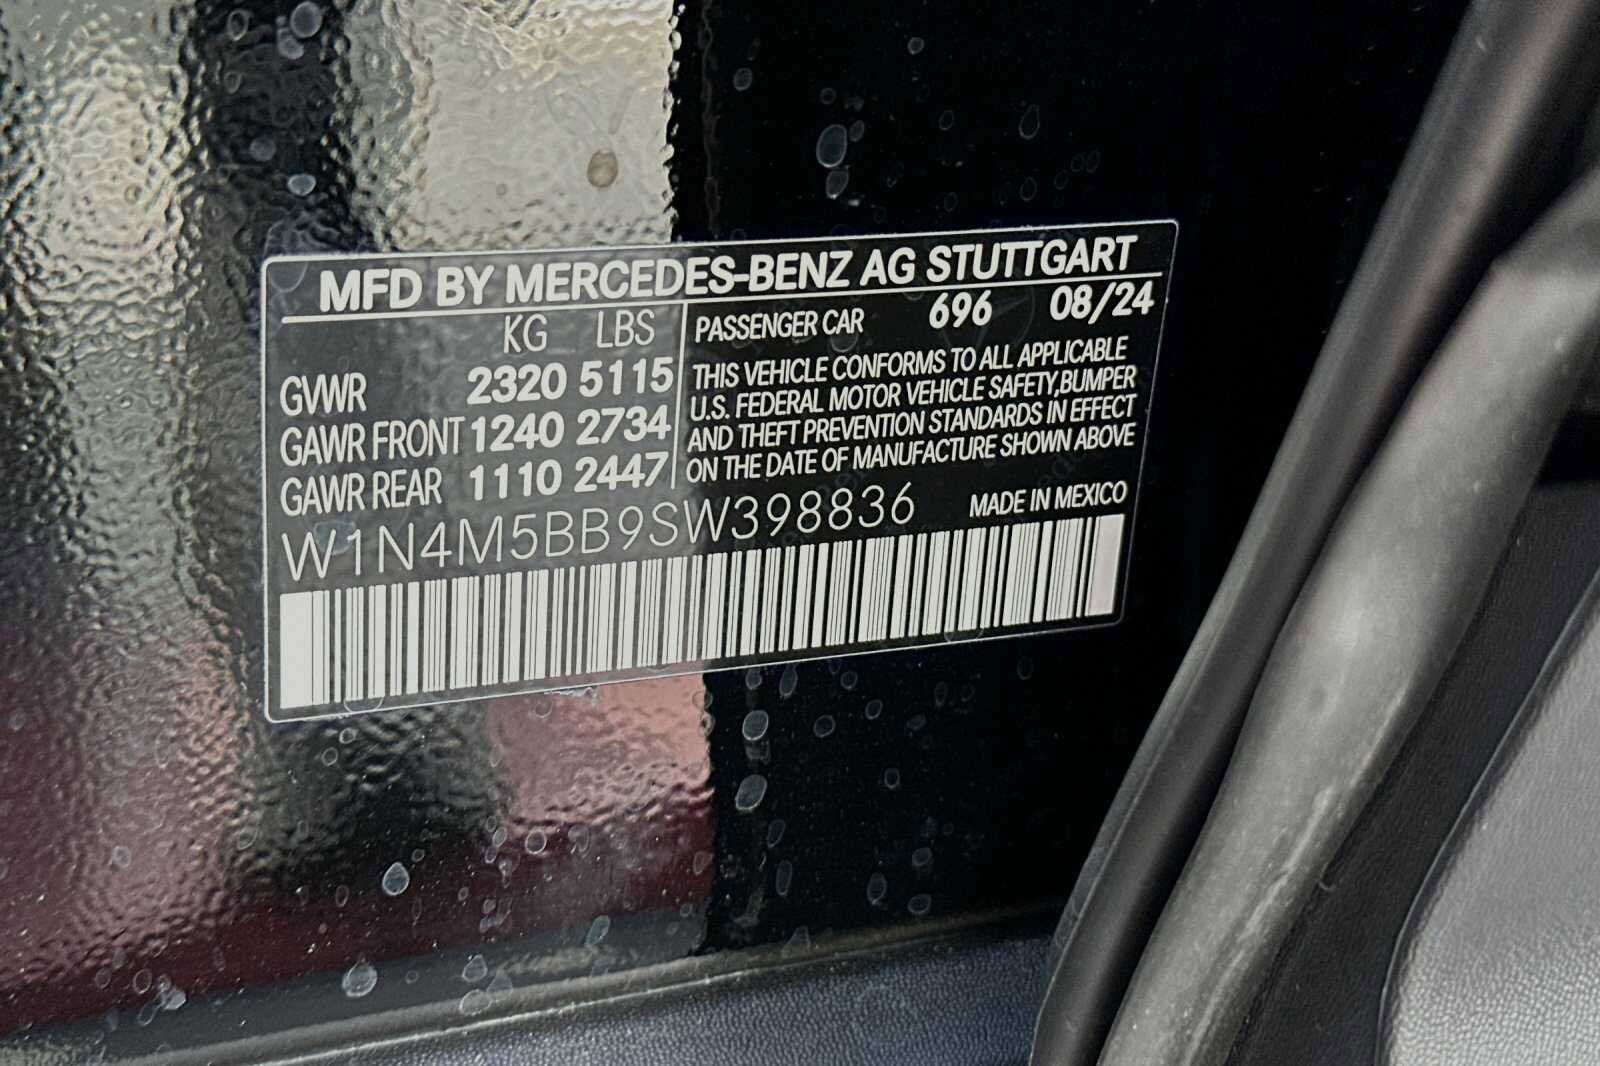 MFD BY MERCEDES-BENZ AG STUTTGART
KG LBS
GVWR 2320 5115
GAWR FRONT 1240 2734
GAWR REAR 1110 2447
PASSENGER CAR 696 08/24
THIS VEHICLE CONFORMS TO ALL APPLICABLE
U.S. FEDERAL MOTOR VEHICLE SAFETY,BUMPER
AND THEFT PREVENTION STANDARDS IN EFFECT
ON THE DATE OF MANUFACTURE SHOWN ABOVE
W1N4M5BB9SW398836 MADE IN MEXICO